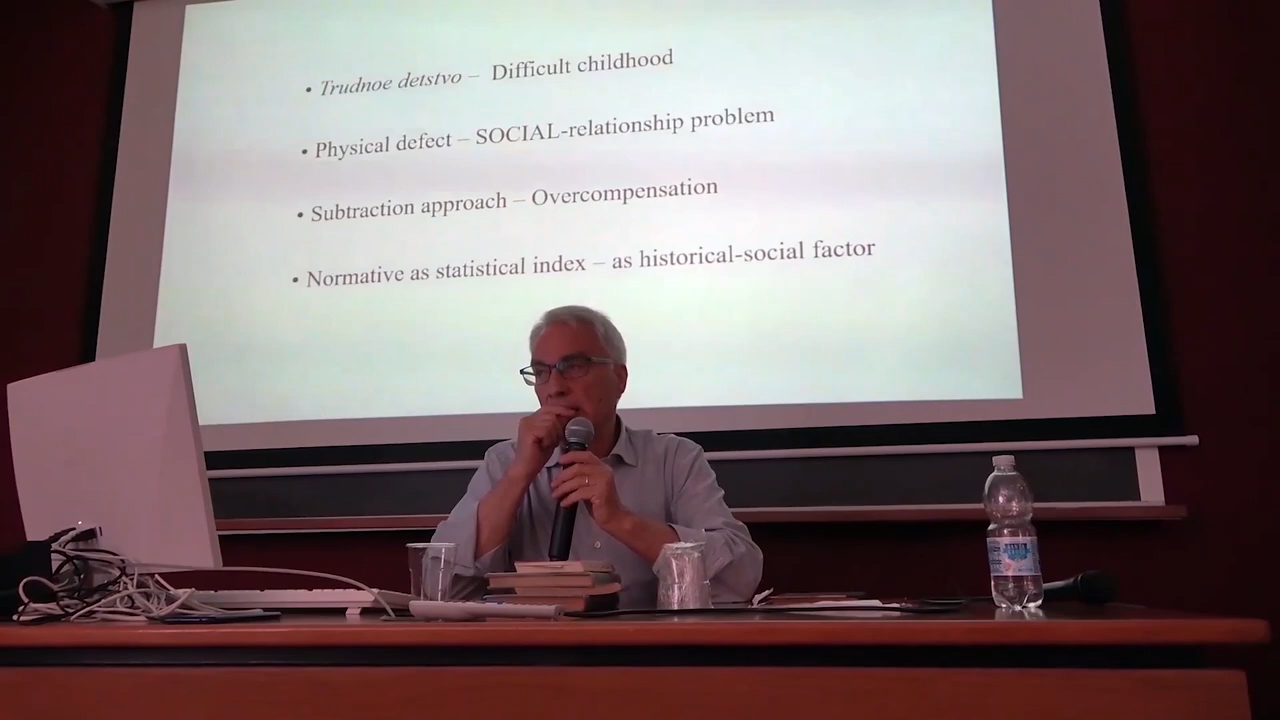 • Trudnoe detstvo – Difficult childhood
• Physical defect – SOCIAL-relationship problem
• Subtraction approach – Overcompensation
• Normative as statistical index – as historical-social factor